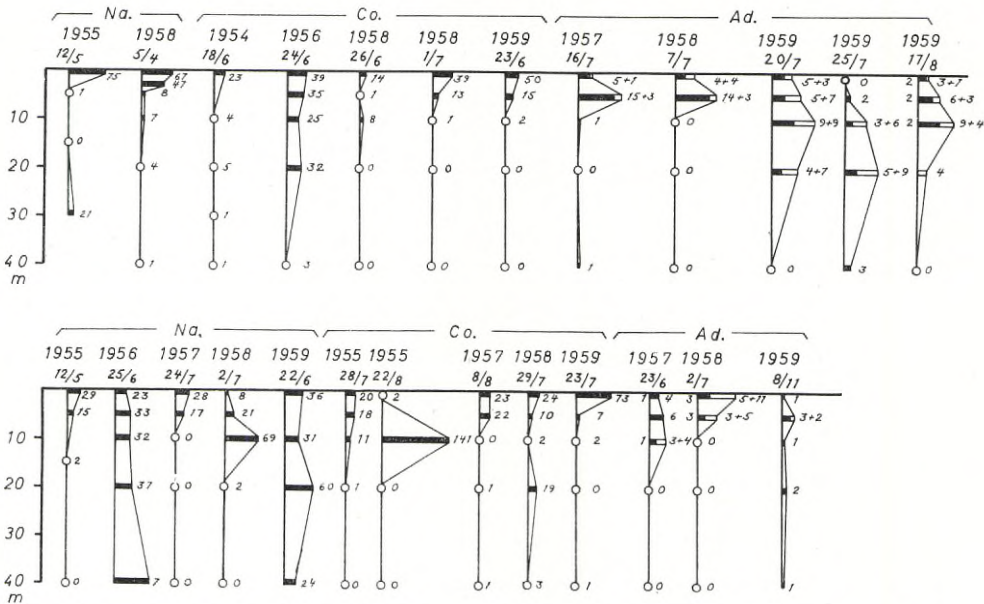 Na. Co. Ad.
1955 1958 1954 1956 1958 1958 1959 1957 1958 1959 1959 1959
12/5 5/4 18/6 24/6 26/6 1/7 23/6 16/7 7/7 20/7 25/7 17/8
75 67 23 39 14 39 50 5+1 4+4 5+3 0 2 3+1
47
1 8 35 1 13 15 15+3 14+3 5+7 2 2 6+3
10 7 4 25 8 1 2 1 0 9+9 3+6 2 9+4
0
20 4 5 32 0 0 0 0 0 4+7 5+9 4
30 21 1
40 1 1 3 0 0 0 1 0 3 0
m
Na. Co. Ad.
1955 1956 1957 1958 1959 1955 1955 1957 1958 1959 1957 1958 1959
12/5 25/6 24/7 2/7 22/6 28/7 22/8 8/8 29/7 23/7 23/6 2/7 8/11
29 23 28 8 36 20 2 23 24 73 1 4 3 5+11 1
15 33 17 21 18 22 10 7 6 3 3+5 3+2
10 32 0 69 31 11 141 0 2 2 1 3+4 0 1
2
20 37 0 2 60 1 0 1 19 0 0 0 2
30
40 0 7 0 0 24 0 0 1 3 1 1
m